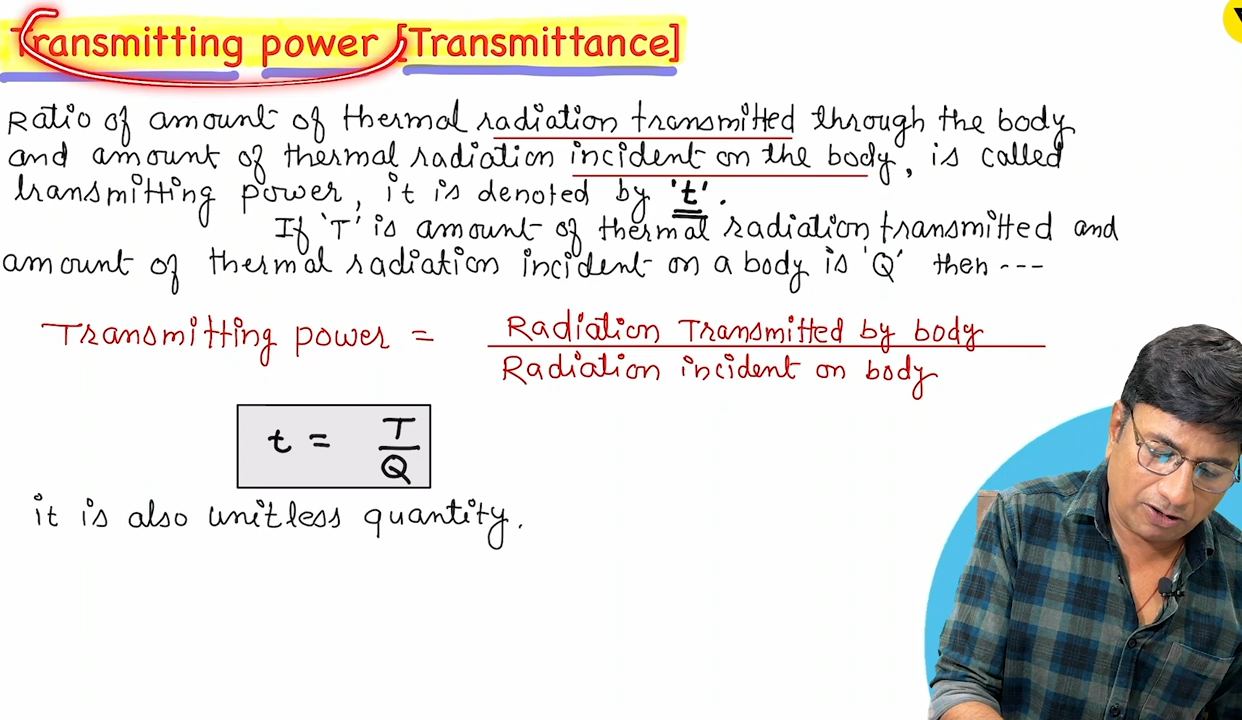 Transmitting power [Transmittance]
Ratio of amount of thermal radiation transmitted through the body
and amount of thermal radiation incident on the body, is called
transmitting power, it is denoted by 't'.
If 'T' is amount of thermal radiation transmitted and
amount of thermal radiation incident on a body is 'Q' then ---
Transmitting power = Radiation Transmitted by body
Radiation incident on body
t = T
Q
it is also unitless quantity.